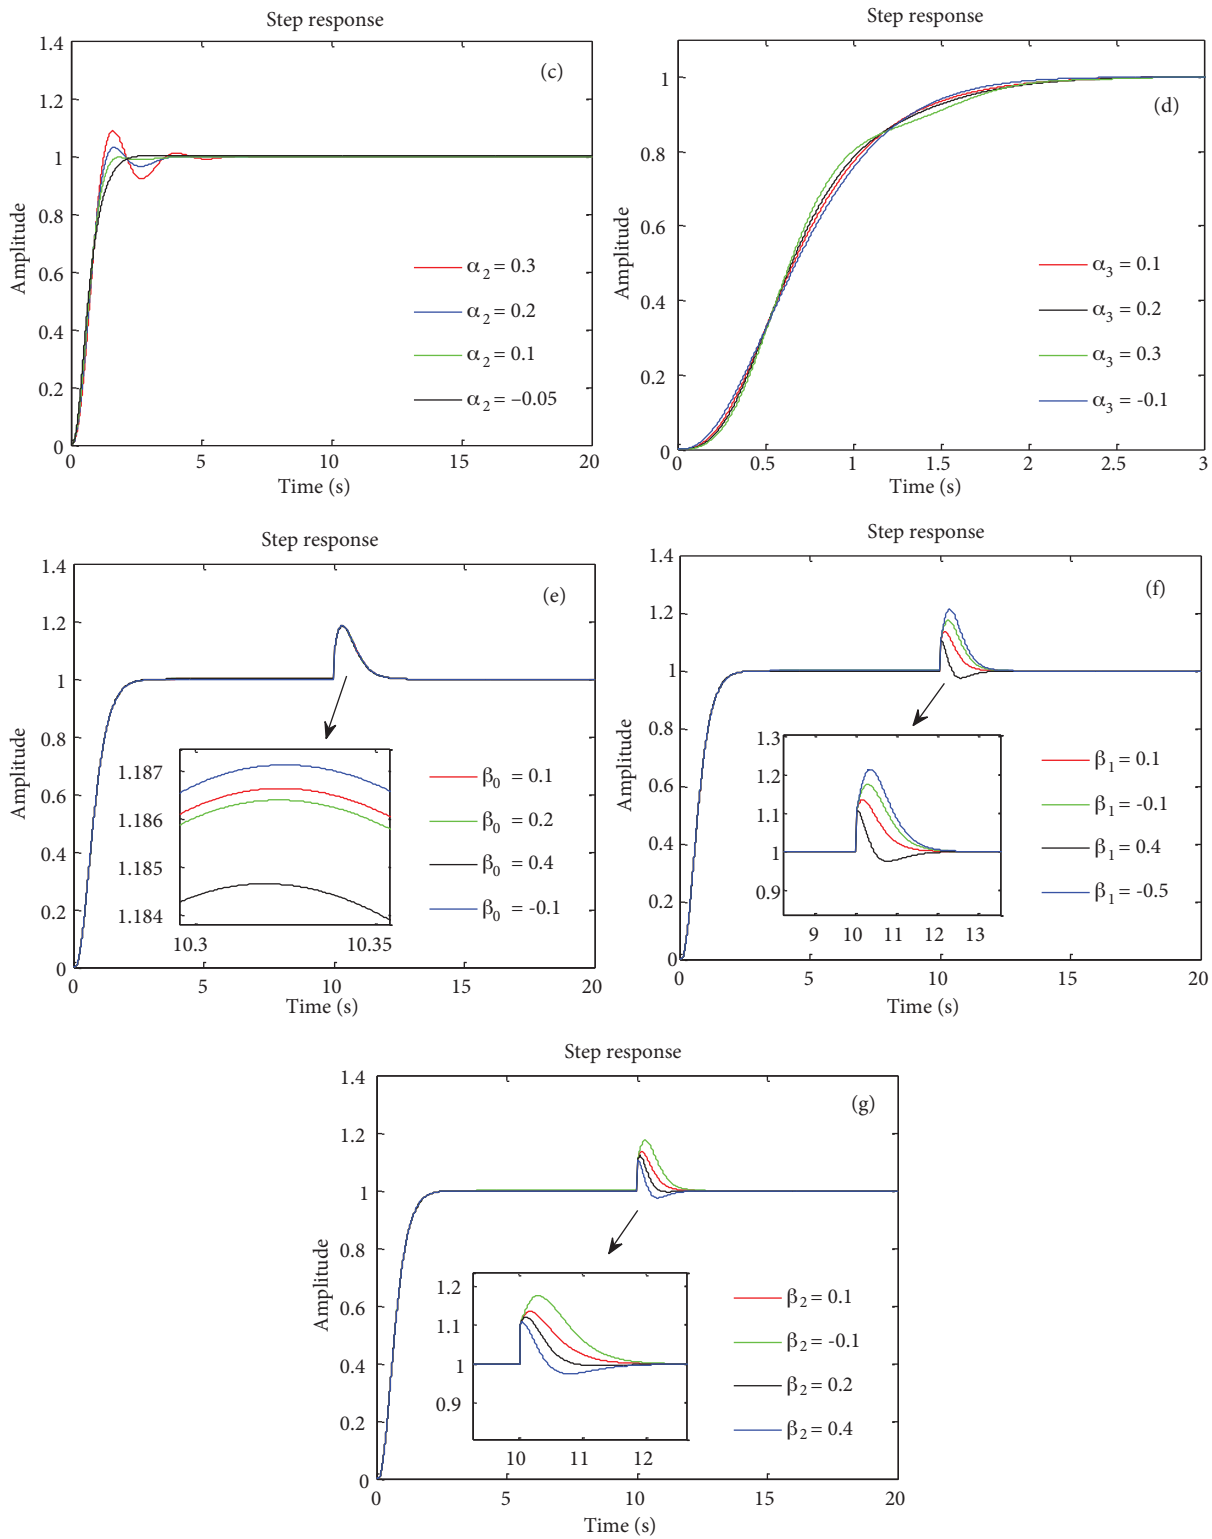 Step response
1.4
1.2
1
0.8
0.6
0.4
0.2
0
Amplitude
(c)
α2 = 0.3
α2 = 0.2
α2 = 0.1
α2 = –0.05
0 5 10 15 20
Time (s)
Step response
1
0.8
0.6
0.4
0.2
0
Amplitude
(d)
α3 = 0.1
α3 = 0.2
α3 = 0.3
α3 = -0.1
0 0.5 1 1.5 2 2.5 3
Time (s)
Step response
1.4
1.2
1
0.8
0.6
0.4
0.2
0
Amplitude
(e)
1.187
1.186
1.185
1.184
10.3 10.35
β0 = 0.1
β0 = 0.2
β0 = 0.4
β0 = -0.1
0 5 10 15 20
Time (s)
Step response
1.4
1.2
1
0.8
0.6
0.4
0.2
0
Amplitude
(f)
1.3
1.2
1.1
1
0.9
9 10 11 12 13
β1 = 0.1
β1 = -0.1
β1 = 0.4
β1 = -0.5
0 5 10 15 20
Time (s)
Step response
1.4
1.2
1
0.8
0.6
0.4
0.2
0
Amplitude
(g)
1.2
1.1
1
0.9
10 11 12
β2 = 0.1
β2 = -0.1
β2 = 0.2
β2 = 0.4
0 5 10 15 20
Time (s)